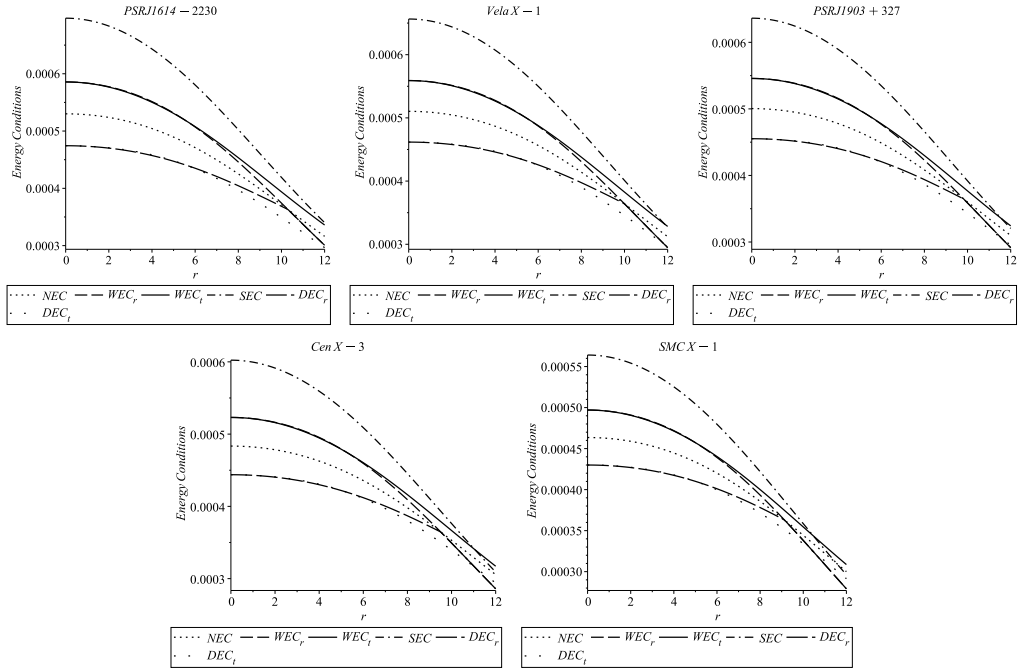 PSRJ1614 − 2230
Energy Conditions
0.0006
0.0005
0.0004
0.0003
0 2 4 6 8 10 12
r
NEC WEC_r WEC_t SEC DEC_r
DEC_t
Vela X − 1
Energy Conditions
0.0006
0.0005
0.0004
0.0003
0 2 4 6 8 10 12
r
NEC WEC_r WEC_t SEC DEC_r
DEC_t
PSRJ1903 + 327
Energy Conditions
0.0006
0.0005
0.0004
0.0003
0 2 4 6 8 10 12
r
NEC WEC_r WEC_t SEC DEC_r
DEC_t
Cen X − 3
Energy Conditions
0.0006
0.0005
0.0004
0.0003
0 2 4 6 8 10 12
r
NEC WEC_r WEC_t SEC DEC_r
DEC_t
SMC X − 1
Energy Conditions
0.00055
0.00050
0.00045
0.00040
0.00035
0.00030
0 2 4 6 8 10 12
r
NEC WEC_r WEC_t SEC DEC_r
DEC_t